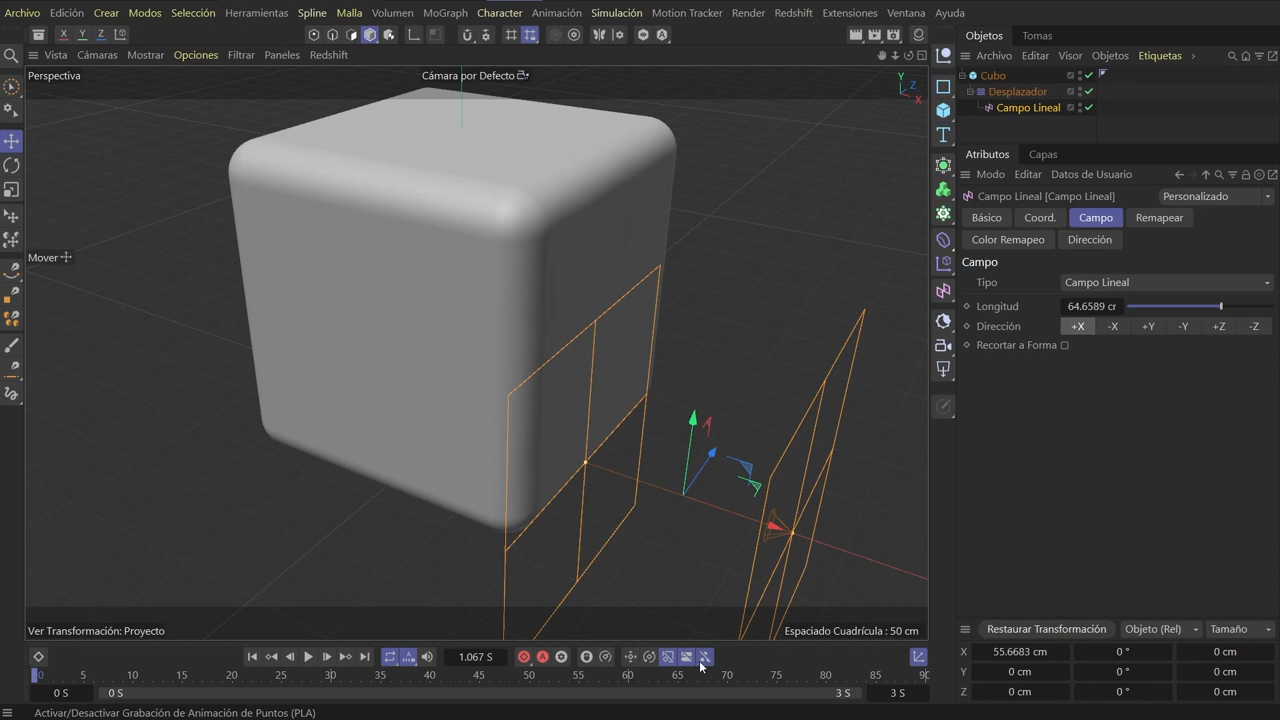 Archivo Edición Crear Modos Selección Herramientas Spline Malla Volumen MoGraph Character Animación Simulación Motion Tracker Render Redshift Extensiones Ventana Ayuda
X Y Z
Vista Cámaras Mostrar Opciones Filtrar Paneles Redshift
Perspectiva
Cámara por Defecto
Y
Z
X
Mover
Ver Transformación: Proyecto
Espaciado Cuadrícula : 50 cm
Objetos Tomas
Archivo Editar Visor Objetos Etiquetas
Cubo
Desplazador
Campo Lineal
Atributos Capas
Modo Editar Datos de Usuario
Campo Lineal [Campo Lineal] Personalizado
Básico Coord. Campo Remapear
Color Remapeo Dirección
Campo
Tipo Campo Lineal
Longitud 64.6589 cr
Dirección +X -X +Y -Y +Z -Z
Recortar a Forma
Restaurar Transformación Objeto (Rel) Tamaño
X 55.6683 cm 0 ° 0 cm
Y 0 cm 0 ° 0 cm
Z 0 cm 0 ° 0 cm
1.067 S
0 5 10 15 20 25 30 35 40 45 50 55 60 65 70 75 80 85 90
0 S 0 S 3 S 3 S
Activar/Desactivar Grabación de Animación de Puntos (PLA)